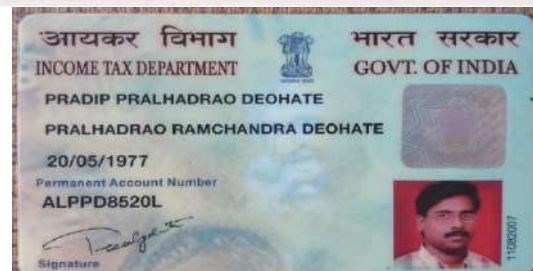 आयकर विभाग भारत सरकार
INCOME TAX DEPARTMENT GOVT. OF INDIA
PRADIP PRALHADRAO DEOHATE
PRALHADRAO RAMCHANDRA DEOHATE
20/05/1977
Permanent Account Number
ALPPD8520L
Signature
11082007